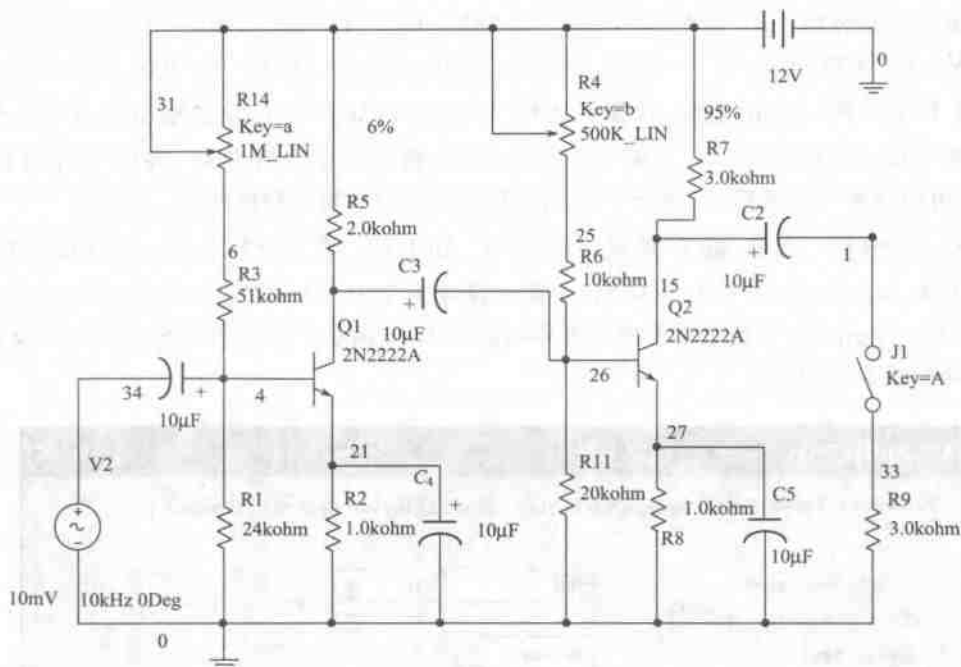 0
12V
31
R14
Key=a
1M_LIN
6%
R4
Key=b
500K_LIN
95%
R7
3.0kohm
R5
2.0kohm
C2
+
10μF
1
6
R3
51kohm
C3
+
10μF
25
R6
10kohm
15
Q2
2N2222A
Q1
2N2222A
J1
Key=A
34
+
10μF
4
26
V2
21
C4
27
33
R1
24kohm
R2
1.0kohm
10μF
R11
20kohm
1.0kohm
R8
C5
10μF
R9
3.0kohm
+
-
10mV 10kHz 0Deg
0